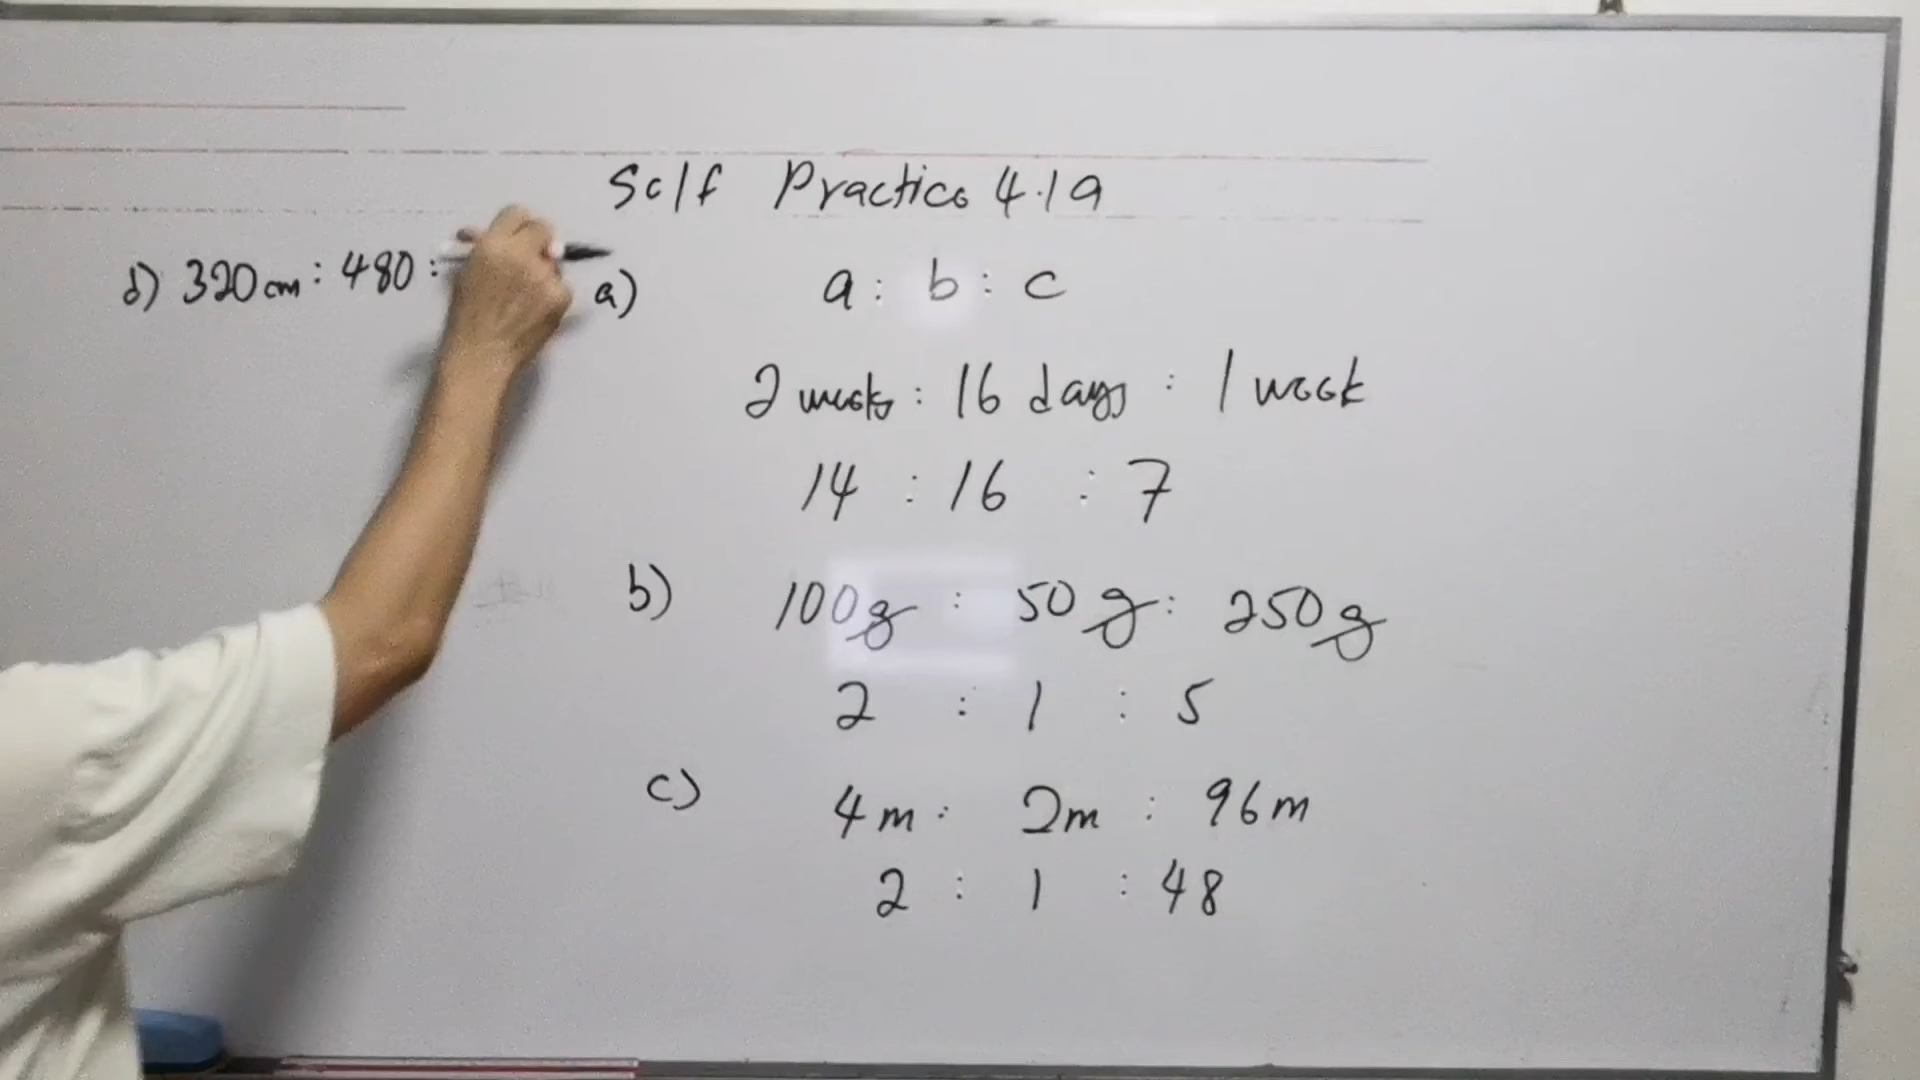 Self Practice 4.1a
a) a : b : c
2 weeks : 16 days : 1 week
14 : 16 : 7
b) 100g : 50g : 250g
2 : 1 : 5
c) 4m : 2m : 96m
2 : 1 : 48
d) 320cm : 480 :